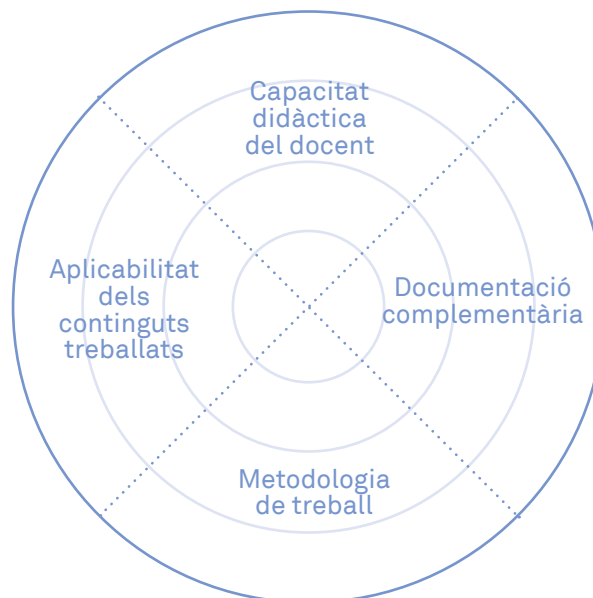 Capacitat
didàctica
del docent
Aplicabilitat
dels
continguts
treballats
Documentació
complementària
Metodologia
de treball